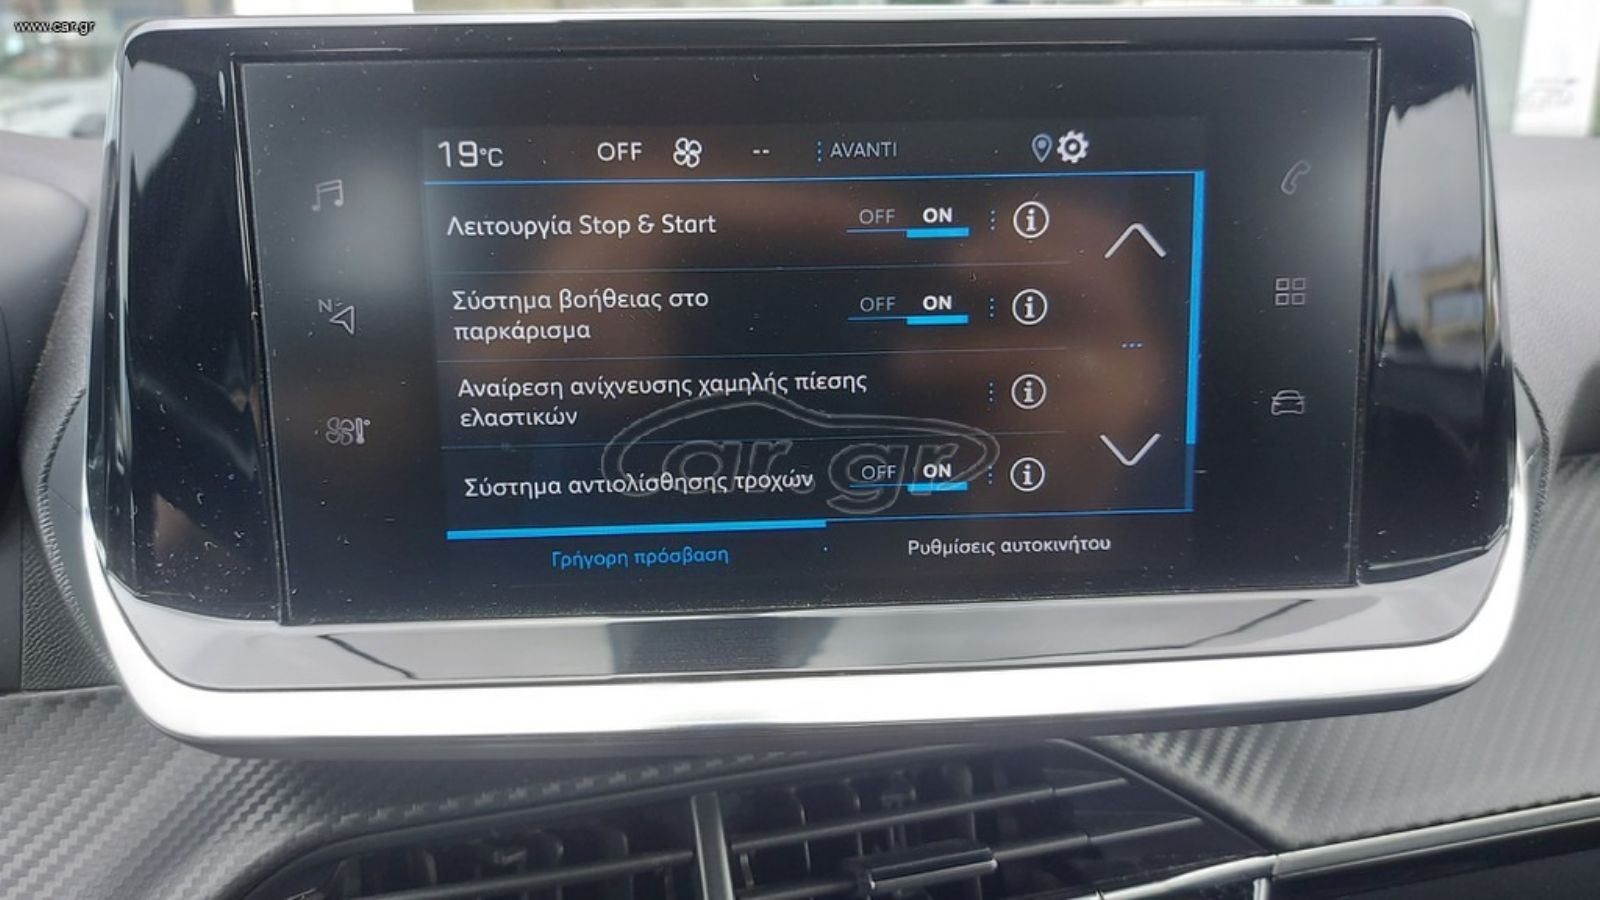 www.car.gr
19°C OFF -- AVANTI
Λειτουργία Stop & Start OFF ON
Σύστημα βοήθειας στο
παρκάρισμα OFF ON
Αναίρεση ανίχνευσης χαμηλής πίεσης
ελαστικών
Σύστημα αντιολίσθησης τροχών OFF ON
car.gr
Γρήγορη πρόσβαση Ρυθμίσεις αυτοκινήτου
N